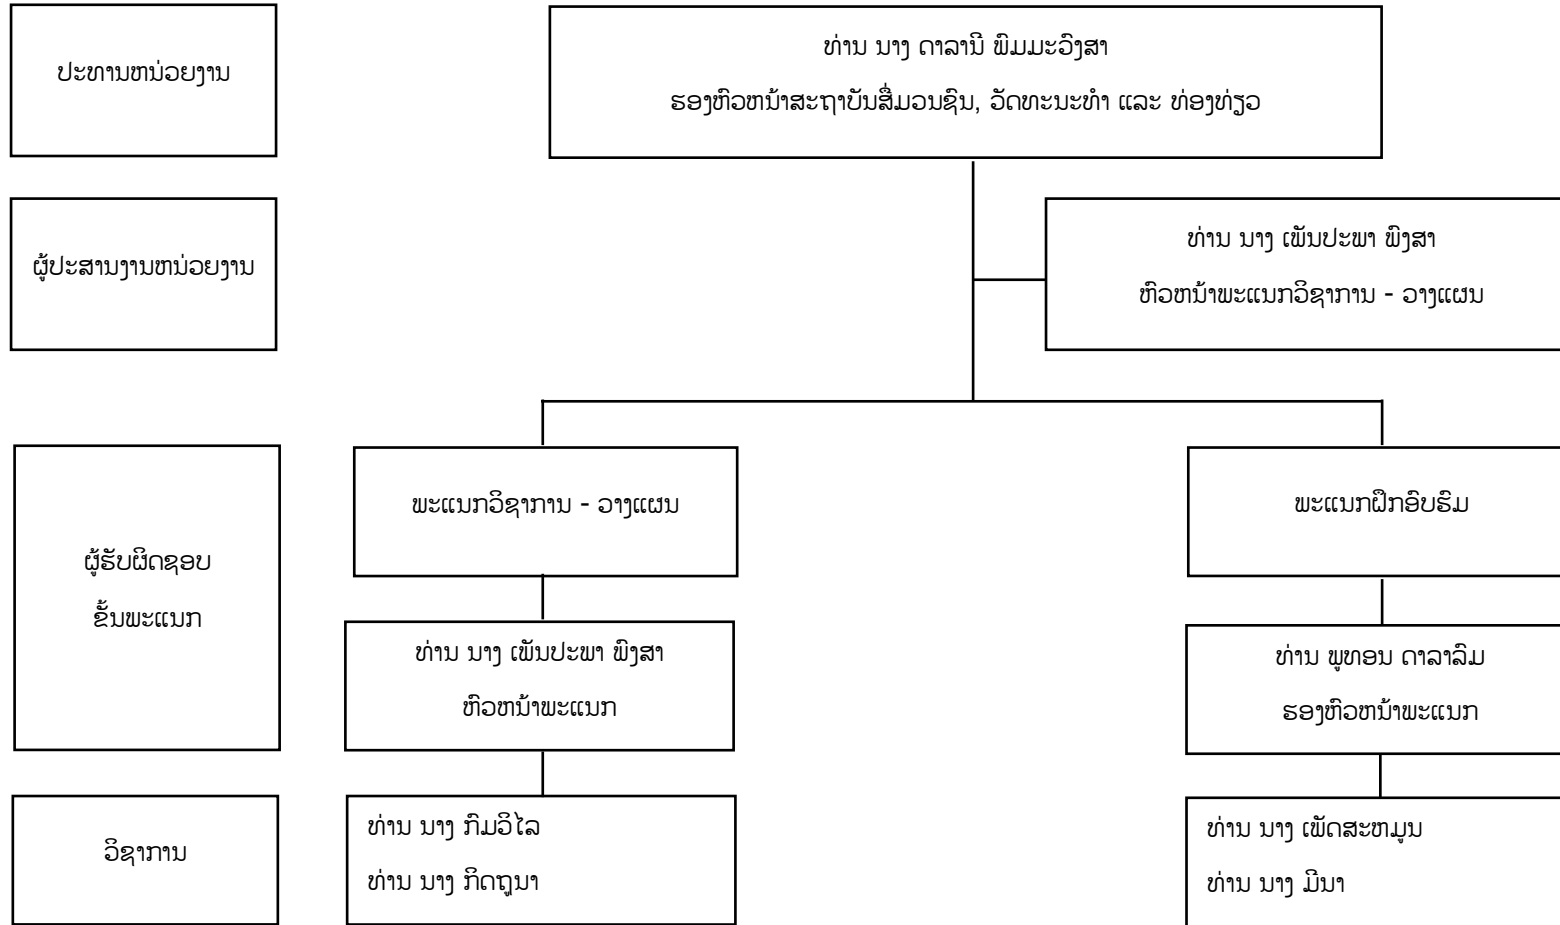 ປະທານຫນ່ວຍງານ
ທ່ານ ນາງ ດາລານີ ພົມມະວົງສາ
ຮອງຫົວຫນ້າສະຖາບັນສື່ມວນຊົນ, ວັດທະນະທຳ ແລະ ທ່ອງທ່ຽວ
ຜູ້ປະສານງານຫນ່ວຍງານ
ທ່ານ ນາງ ເພັນປະພາ ພົງສາ
ຫົວຫນ້າພະແນກວິຊາການ - ວາງແຜນ
ຜູ້ຮັບຜິດຊອບ
ຂັ້ນພະແນກ
ພະແນກວິຊາການ - ວາງແຜນ
ພະແນກຝຶກອົບຮົມ
ທ່ານ ນາງ ເພັນປະພາ ພົງສາ
ຫົວຫນ້າພະແນກ
ທ່ານ ພູທອນ ດາລາລົມ
ຮອງຫົວຫນ້າພະແນກ
ວິຊາການ
ທ່ານ ນາງ ກົມວິໄລ
ທ່ານ ນາງ ກິດຖູນາ
ທ່ານ ນາງ ເພັດສະຫມູນ
ທ່ານ ນາງ ມີນາ